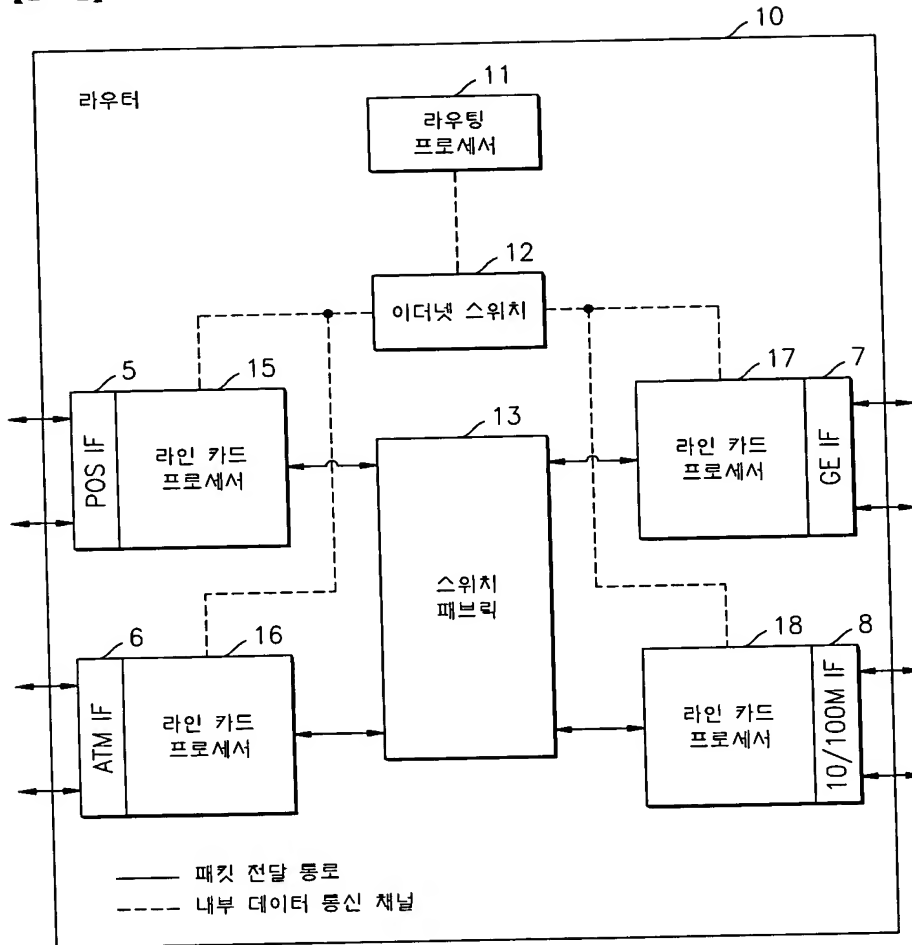 10
라우터
11
라우팅
프로세서
12
이더넷 스위치
5
15
POS IF
라인 카드
프로세서
13
스위치
패브릭
17
7
라인 카드
프로세서
GE IF
6
16
ATM IF
라인 카드
프로세서
18
8
라인 카드
프로세서
10/100M IF
패킷 전달 통로
내부 데이터 통신 채널